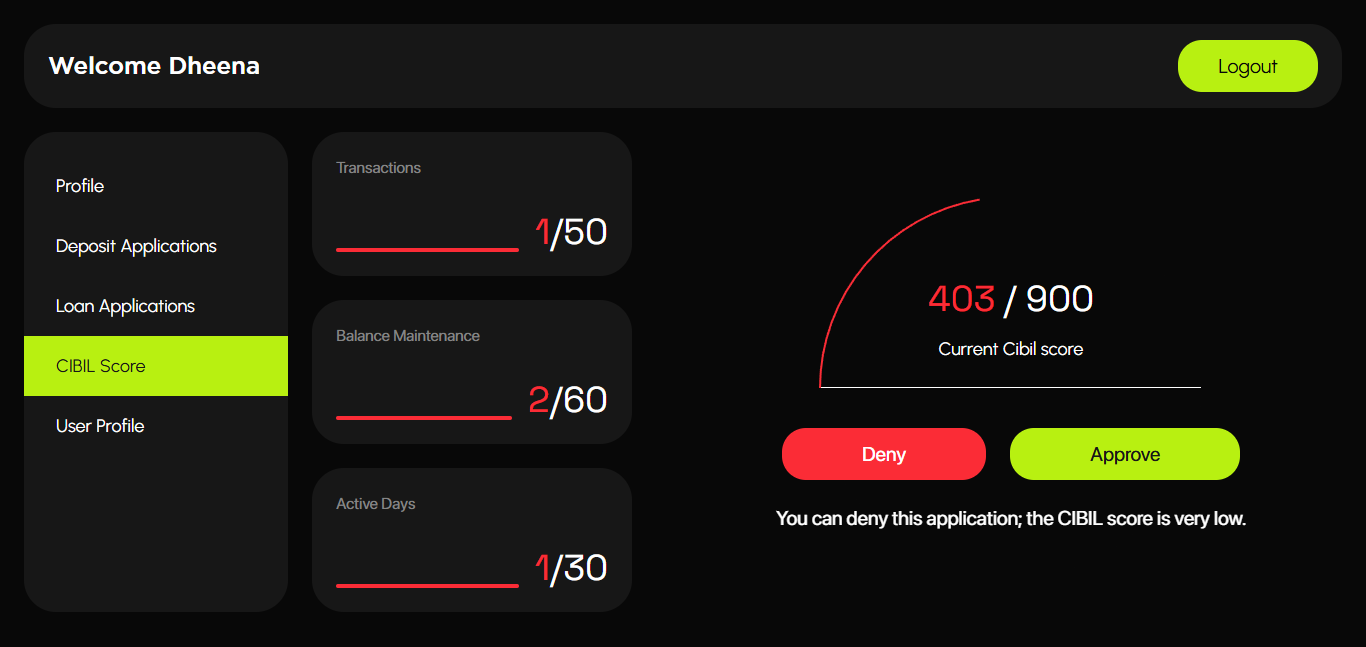 Welcome Dheena
Logout
Profile
Deposit Applications
Loan Applications
CIBIL Score
User Profile
Transactions
1/50
Balance Maintenance
2/60
Active Days
1/30
403 / 900
Current Cibil score
Deny
Approve
You can deny this application; the CIBIL score is very low.